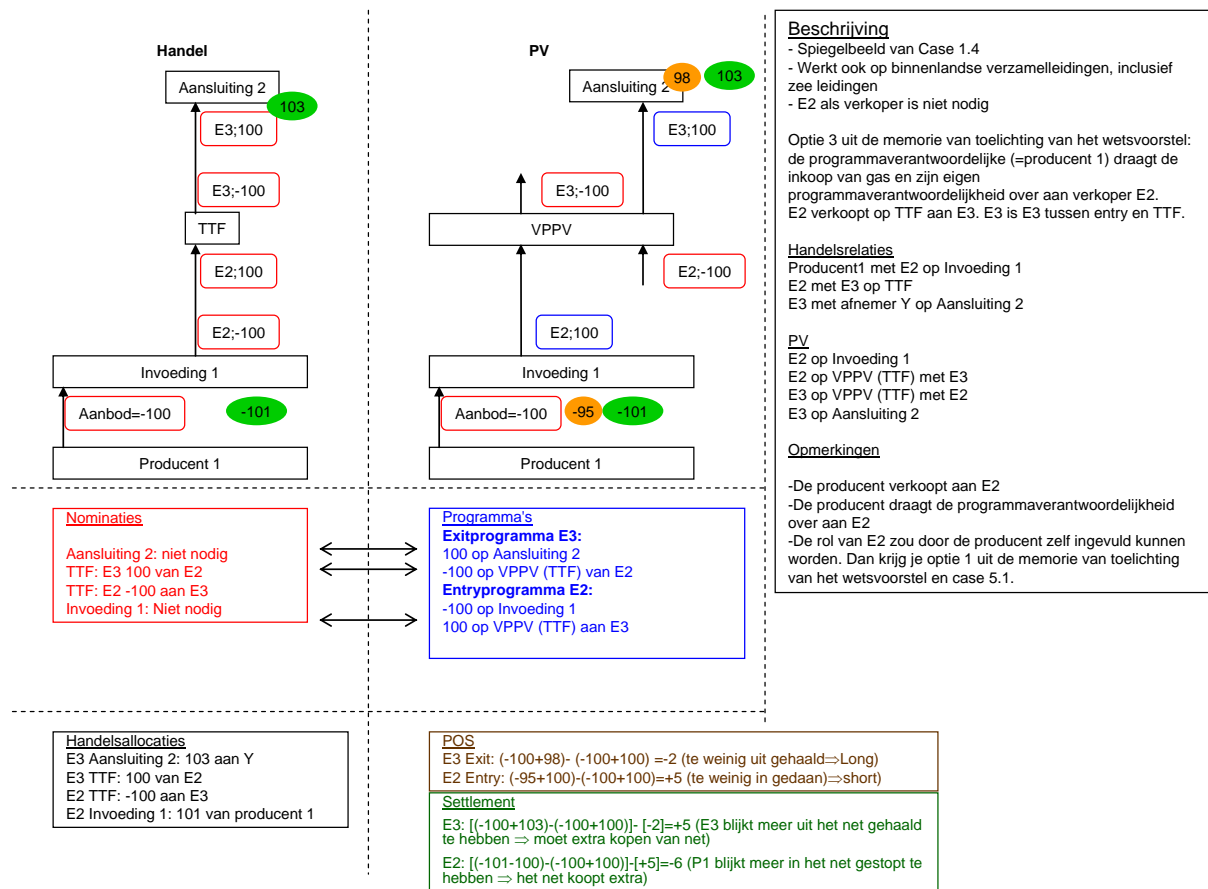 Handel
Aansluiting 2
103
E3;100
E3;-100
TTF
E2;100
E2;-100
Invoeding 1
Aanbod=-100
-101
Producent 1
PV
Aansluiting 2
98
103
E3;100
E3;-100
VPPV
E2;-100
E2;100
Invoeding 1
Aanbod=-100
-95
-101
Producent 1
Beschrijving
- Spiegelbeeld van Case 1.4
- Werkt ook op binnenlandse verzamelleidingen, inclusief
zee leidingen
- E2 als verkoper is niet nodig
Optie 3 uit de memorie van toelichting van het wetsvoorstel:
de programmaverantwoordelijke (=producent 1) draagt de
inkoop van gas en zijn eigen
programmaverantwoordelijkheid over aan verkoper E2.
E2 verkoopt op TTF aan E3. E3 is E3 tussen entry en TTF.
Handelsrelaties
Producent1 met E2 op Invoeding 1
E2 met E3 op TTF
E3 met afnemer Y op Aansluiting 2
PV
E2 op Invoeding 1
E2 op VPPV (TTF) met E3
E3 op VPPV (TTF) met E2
E3 op Aansluiting 2
Opmerkingen
-De producent verkoopt aan E2
-De producent draagt de programmaverantwoordelijkheid
over aan E2
-De rol van E2 zou door de producent zelf ingevuld kunnen
worden. Dan krijg je optie 1 uit de memorie van toelichting
van het wetsvoorstel en case 5.1.
Nominaties
Aansluiting 2: niet nodig
TTF: E3 100 van E2
TTF: E2 -100 aan E3
Invoeding 1: Niet nodig
Programma's
Exitprogramma E3:
100 op Aansluiting 2
-100 op VPPV (TTF) van E2
Entryprogramma E2:
-100 op Invoeding 1
100 op VPPV (TTF) aan E3
Handelsallocaties
E3 Aansluiting 2: 103 aan Y
E3 TTF: 100 van E2
E2 TTF: -100 aan E3
E2 Invoeding 1: 101 van producent 1
POS
E3 Exit: (-100+98)- (-100+100) =-2 (te weinig uit gehaald⇒Long)
E2 Entry: (-95+100)-(-100+100)=+5 (te weinig in gedaan)⇒short)
Settlement
E3: [(-100+103)-(-100+100)]- [-2]=+5 (E3 blijkt meer uit het net gehaald
te hebben ⇒ moet extra kopen van net)
E2: [(-101-100)-(-100+100)]-[+5]=-6 (P1 blijkt meer in het net gestopt te
hebben ⇒ het net koopt extra)